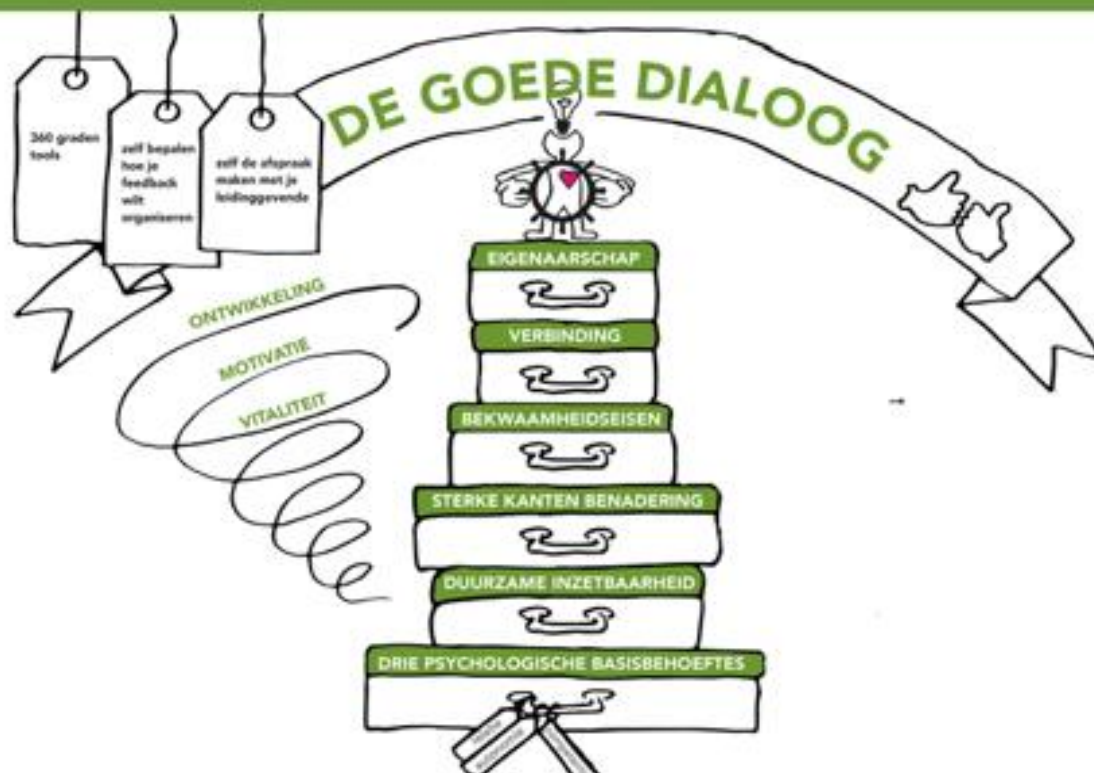 DE GOEDE DIALOOG
360 graden
tools
zelf bepalen
hoe je
feedback
wilt
organiseren
zelf de afspraak
maken met je
leidinggevende
ONTWIKKELING
MOTIVATIE
VITALITEIT
EIGENAARSCHAP
VERBINDING
BEKWAAMHEIDSEISEN
STERKE KANTEN BENADERING
DUURZAME INZETBAARHEID
DRIE PSYCHOLOGISCHE BASISBEHOEFTES